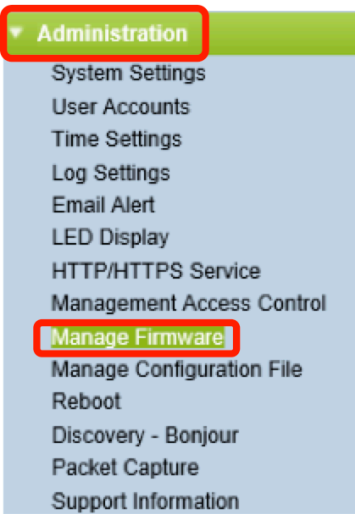 Administration
System Settings
User Accounts
Time Settings
Log Settings
Email Alert
LED Display
HTTP/HTTPS Service
Management Access Control
Manage Firmware
Manage Configuration File
Reboot
Discovery - Bonjour
Packet Capture
Support Information